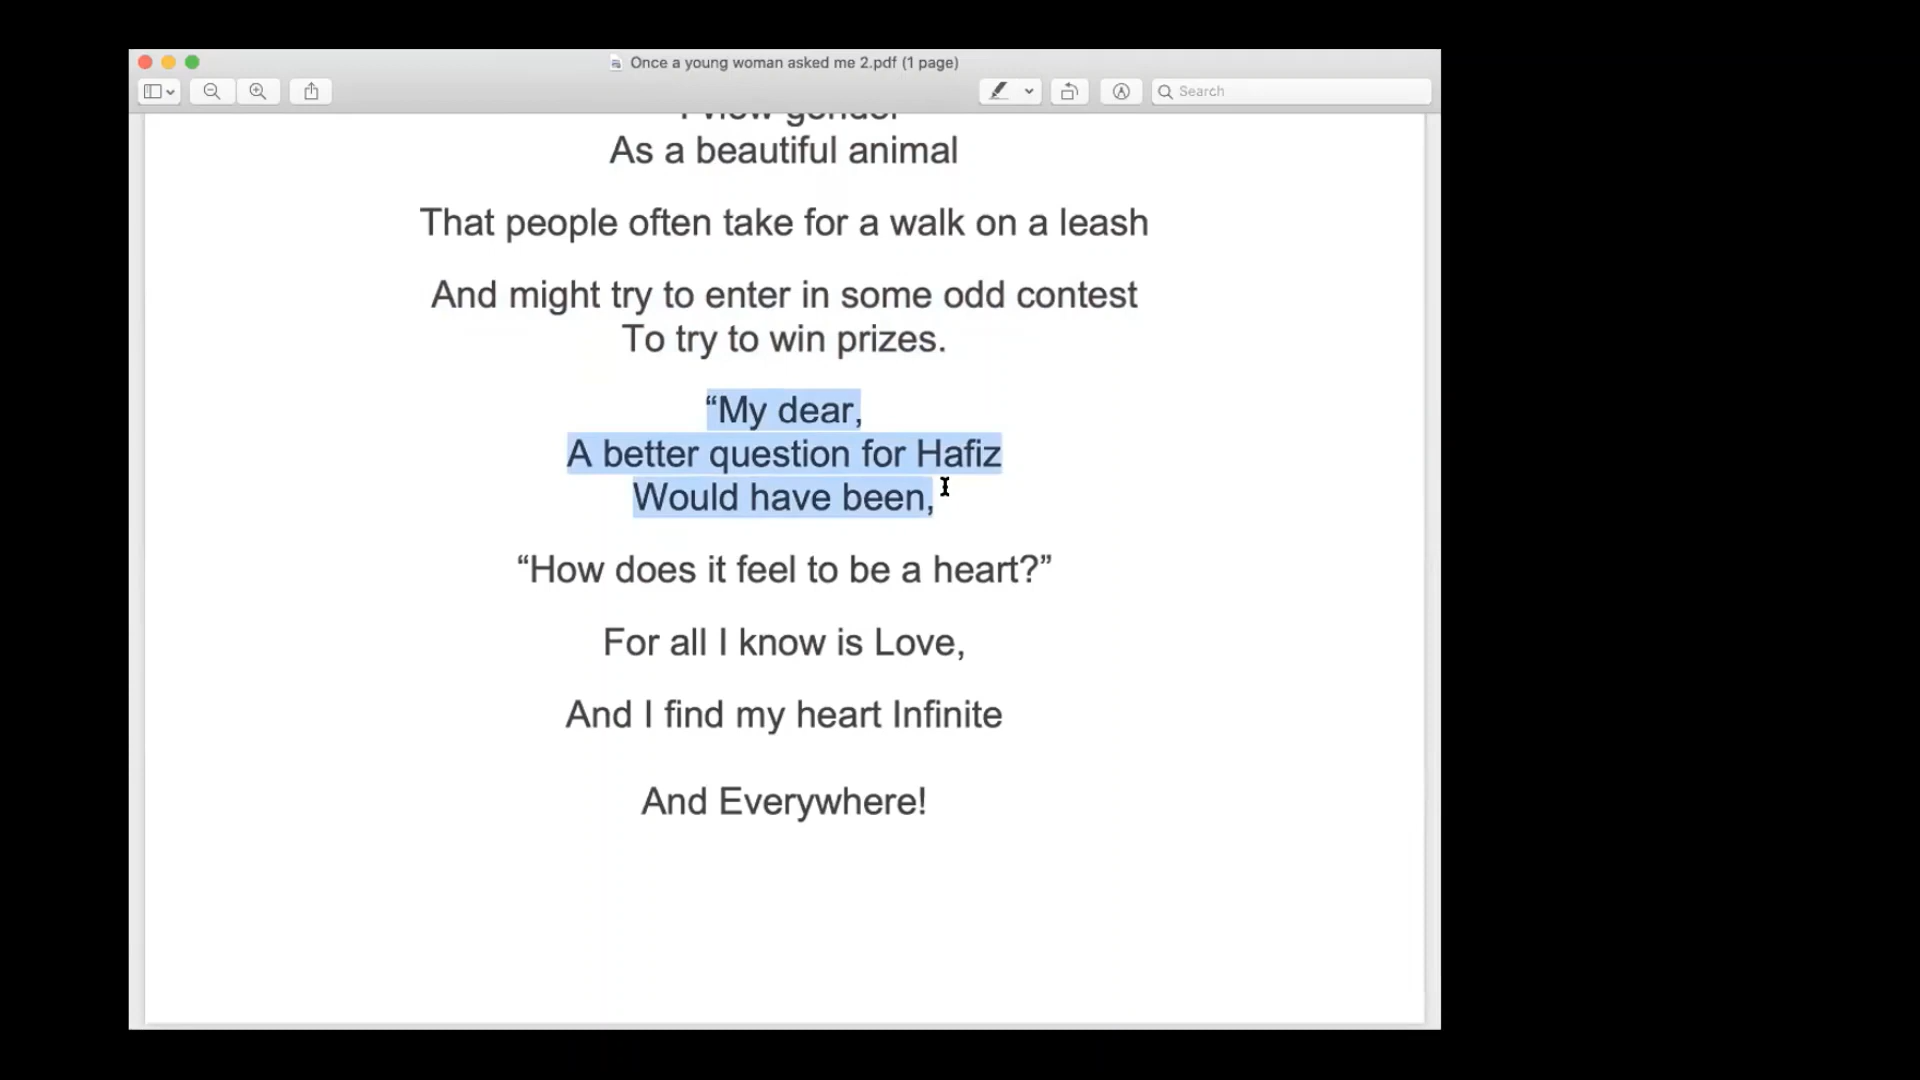 Once a young woman asked me 2.pdf (1 page)
Search
I view gender
As a beautiful animal
That people often take for a walk on a leash
And might try to enter in some odd contest
To try to win prizes.
“My dear,
A better question for Hafiz
Would have been,
“How does it feel to be a heart?”
For all I know is Love,
And I find my heart Infinite
And Everywhere!